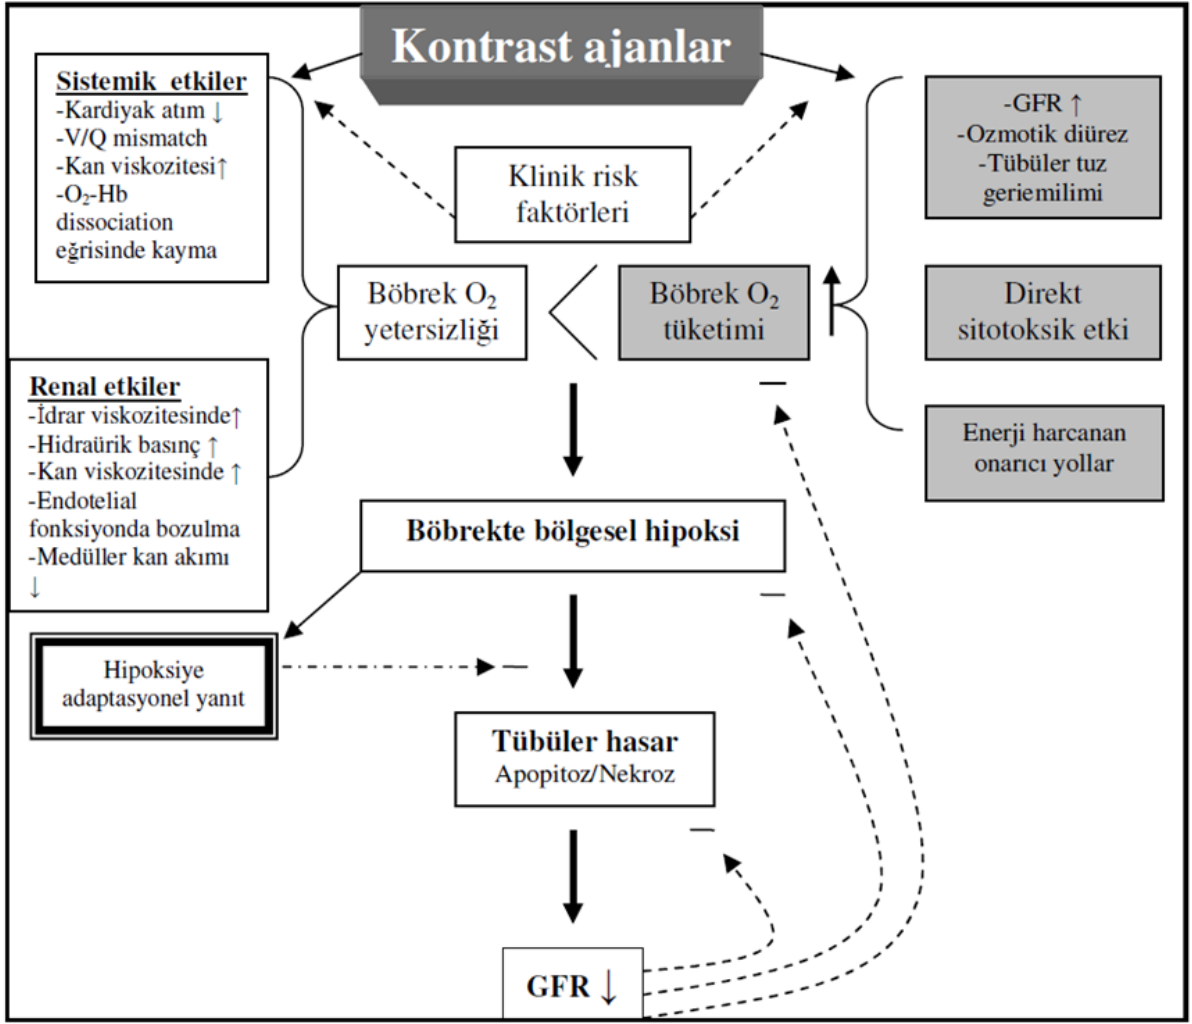 Kontrast ajanlar
Sistemik etkiler
-Kardiyak atım ↓
-V/Q mismatch
-Kan viskozitesi↑
-O₂-Hb
dissociation
eğrisinde kayma
Klinik risk
faktörleri
-GFR ↑
-Ozmotik diürez
-Tübüler tuz
geriemilimi
Böbrek O₂
yetersizliği
Böbrek O₂
tüketimi
Direkt
sitotoksik etki
Renal etkiler
-İdrar viskozitesinde↑
-Hidraürik basınç ↑
-Kan viskozitesinde ↑
-Endotelial
fonksiyonda bozulma
-Medüller kan akımı
↓
Enerji harcanan
onarıcı yollar
Böbrekte bölgesel hipoksi
Hipoksiye
adaptasyonel yanıt
Tübüler hasar
Apopitoz/Nekroz
GFR ↓